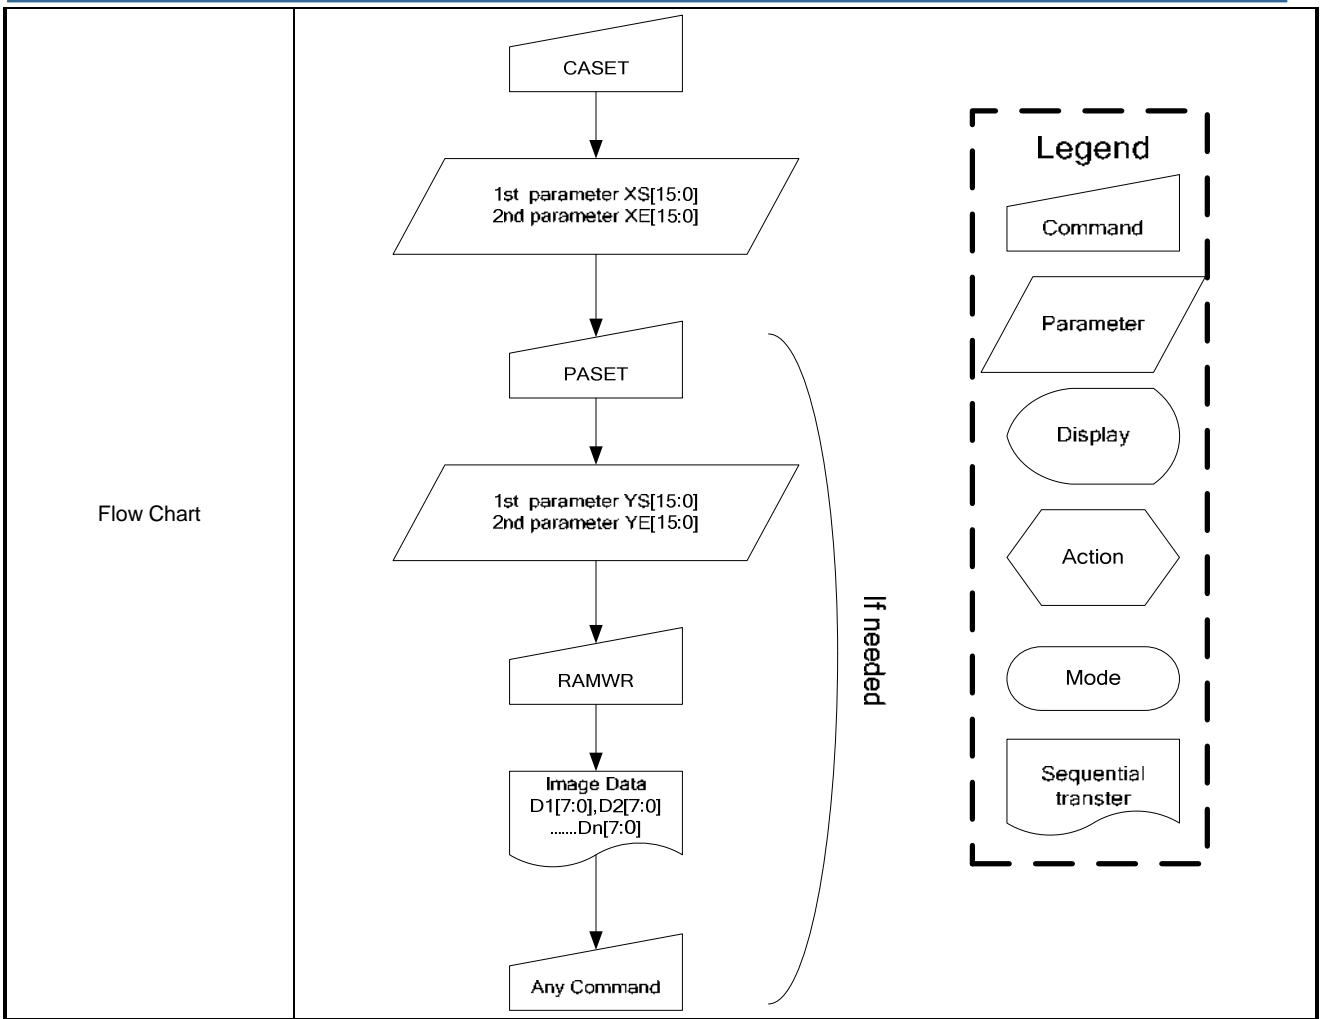 Flow Chart
CASET
1st parameter XS[15:0]
2nd parameter XE[15:0]
PASET
1st parameter YS[15:0]
2nd parameter YE[15:0]
RAMWR
Image Data
D1[7:0],D2[7:0]
.......Dn[7:0]
Any Command
If needed
Legend
Command
Parameter
Display
Action
Mode
Sequential
transter